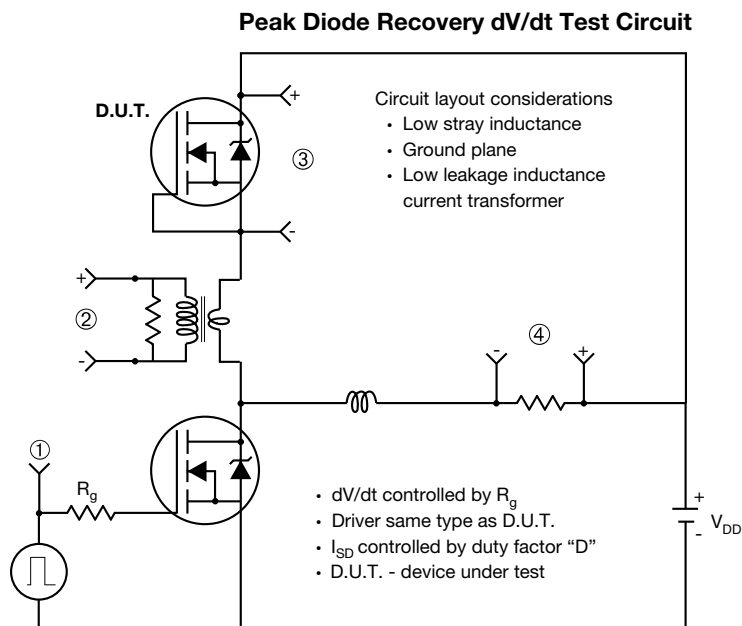 Peak Diode Recovery dV/dt Test Circuit
D.U.T.
+
③
-
Circuit layout considerations
• Low stray inductance
• Ground plane
• Low leakage inductance
current transformer
+
②
-
-
④
+
①
Rg
• dV/dt controlled by Rg
• Driver same type as D.U.T.
• ISD controlled by duty factor “D”
• D.U.T. - device under test
+
VDD
-